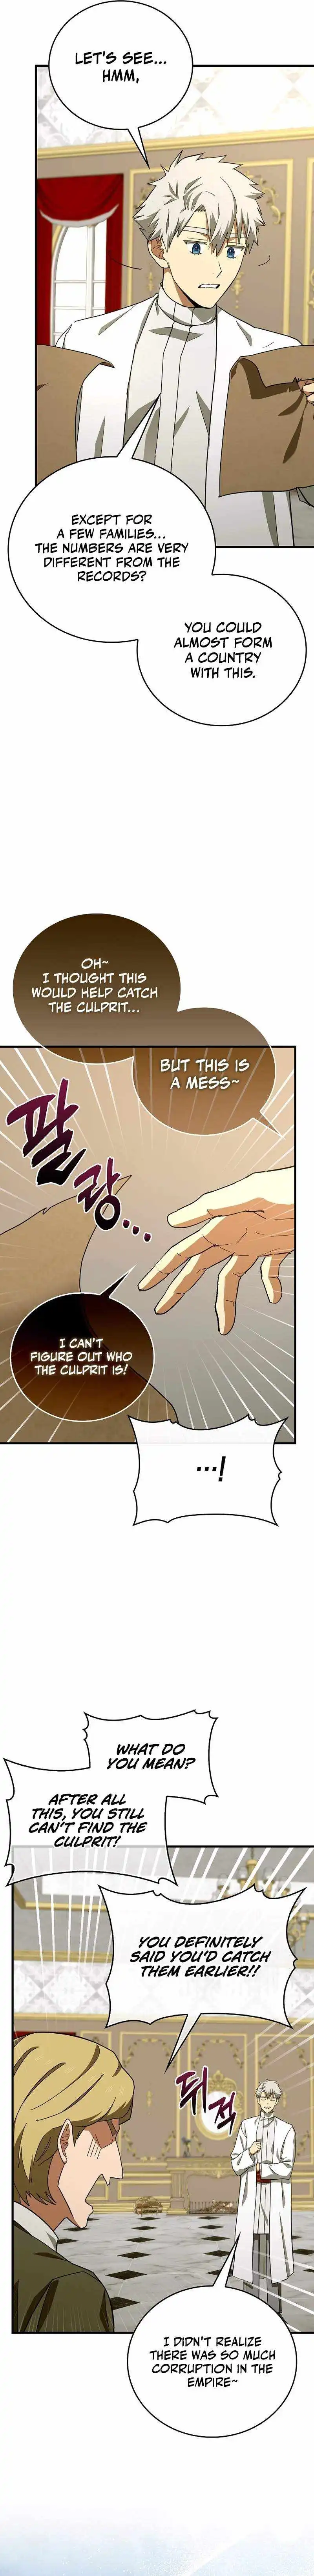 LET'S SEE...
HMM,
EXCEPT FOR
A FEW FAMILIES...
THE NUMBERS ARE VERY
DIFFERENT FROM THE
RECORDS?
YOU COULD
ALMOST FORM
A COUNTRY
WITH THIS.
OH~
I THOUGHT THIS
WOULD HELP CATCH
THE CULPRIT...
BUT THIS IS
A MESS~
팔랑...
I CAN'T
FIGURE OUT WHO
THE CULPRIT IS!
...!
WHAT DO
YOU MEAN?
AFTER ALL
THIS, YOU STILL
CAN'T FIND THE
CULPRIT!
YOU DEFINITELY
SAID YOU'D CATCH
THEM EARLIER!!
뒤적
I DIDN'T REALIZE
THERE WAS SO MUCH
CORRUPTION IN THE
EMPIRE~